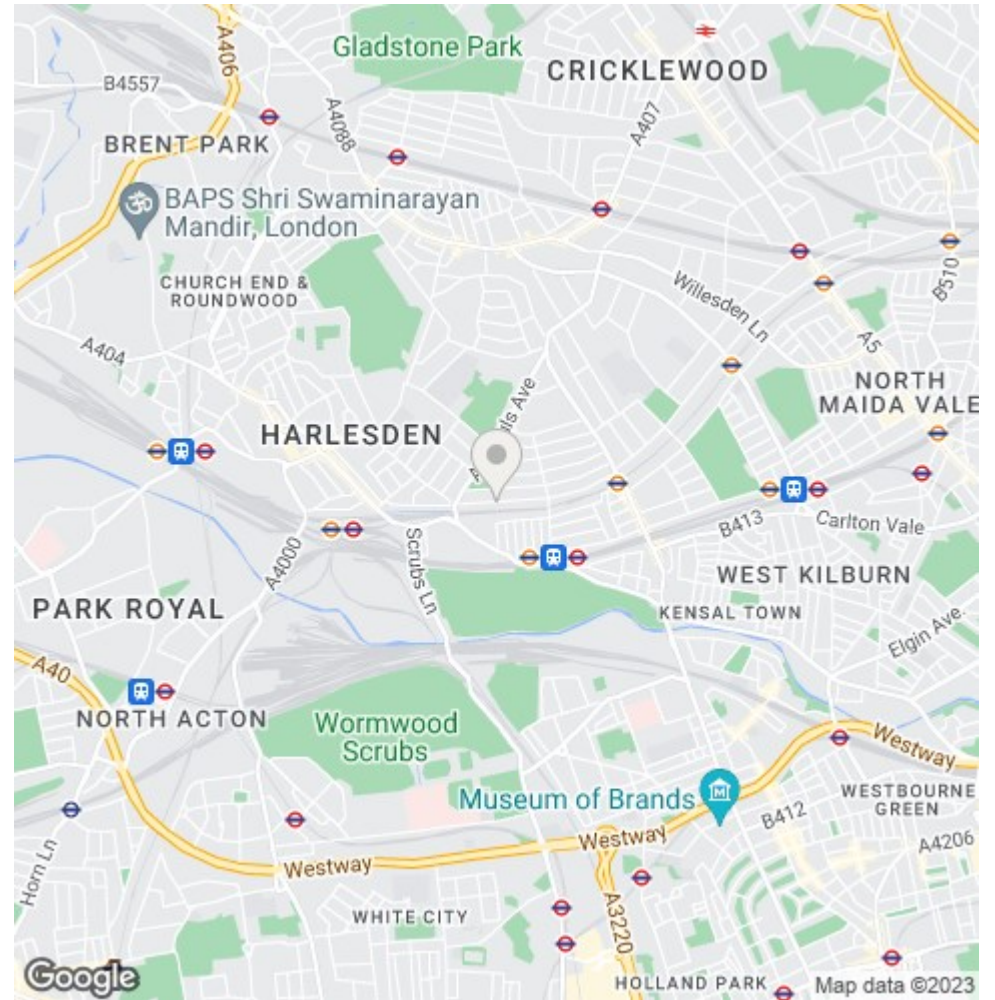 Gladstone Park
A406
CRICKLEWOOD
B4557
A4088
A407
BRENT PARK
BAPS Shri Swaminarayan
Mandir, London
CHURCH END &
ROUNDWOOD
B510
Willesden Ln
A404
A5
NORTH
MAIDA VALE
Ave
HARLESDEN
Scrubs Ln
A4000
B413
Carlton Vale
WEST KILBURN
PARK ROYAL
KENSAL TOWN
Elgin Ave.
A40
NORTH ACTON
Wormwood
Scrubs
Westway
Museum of Brands
WESTBOURNE
GREEN
B412
Westway
A4206
Westway
Horn Ln
A3220
WHITE CITY
Google
HOLLAND PARK
Map data ©2023